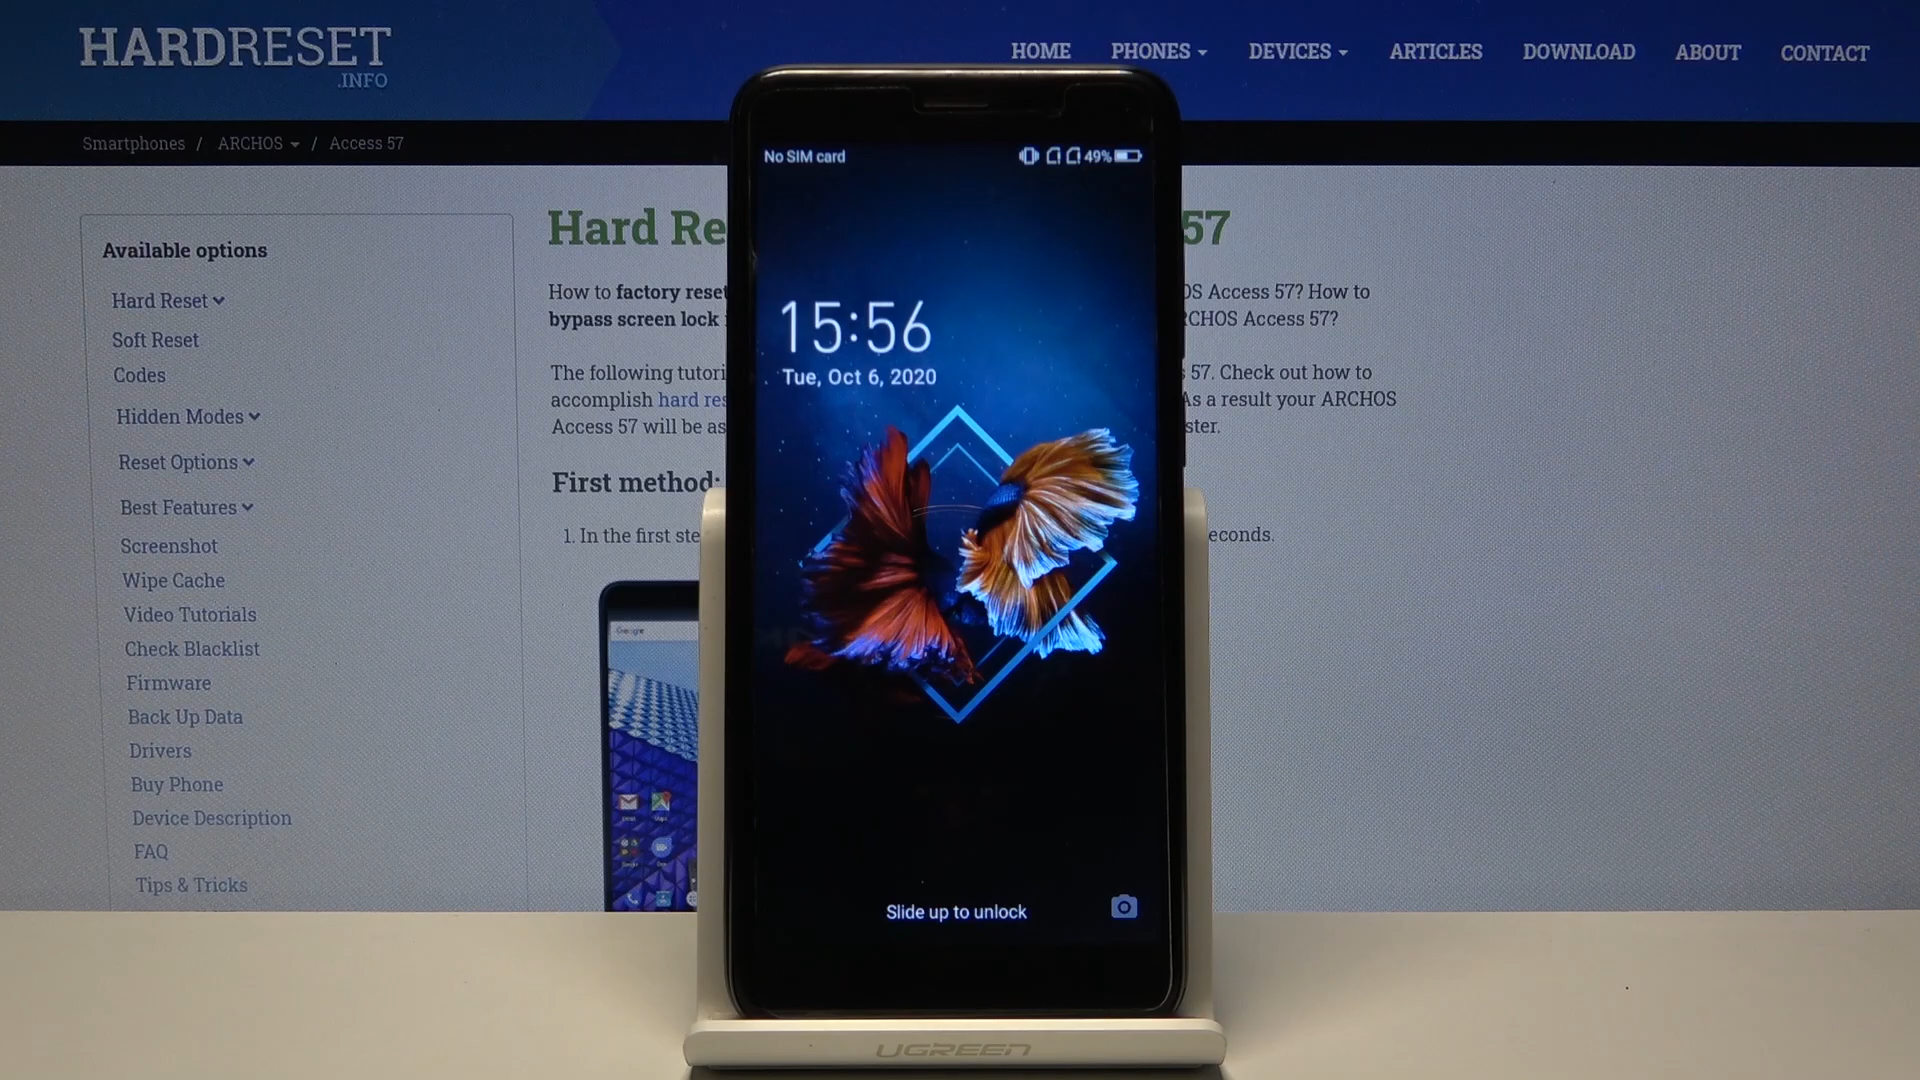 HARDRESET
.INFO
HOME PHONES DEVICES ARTICLES DOWNLOAD ABOUT CONTACT
Smartphones / ARCHOS / Access 57
Available options
Hard Reset
Soft Reset
Codes
Hidden Modes
Reset Options
Best Features
Screenshot
Wipe Cache
Video Tutorials
Check Blacklist
Firmware
Back Up Data
Drivers
Buy Phone
Device Description
FAQ
Tips & Tricks
Hard Re 57
How to factory reset OS Access 57? How to
bypass screen lock RCHOS Access 57?
The following tutori 57. Check out how to
accomplish hard res As a result your ARCHOS
Access 57 will be as ster.
First method:
1. In the first ste econds.
Google
No SIM card 49%
15:56
Tue, Oct 6, 2020
Slide up to unlock
UGREEN